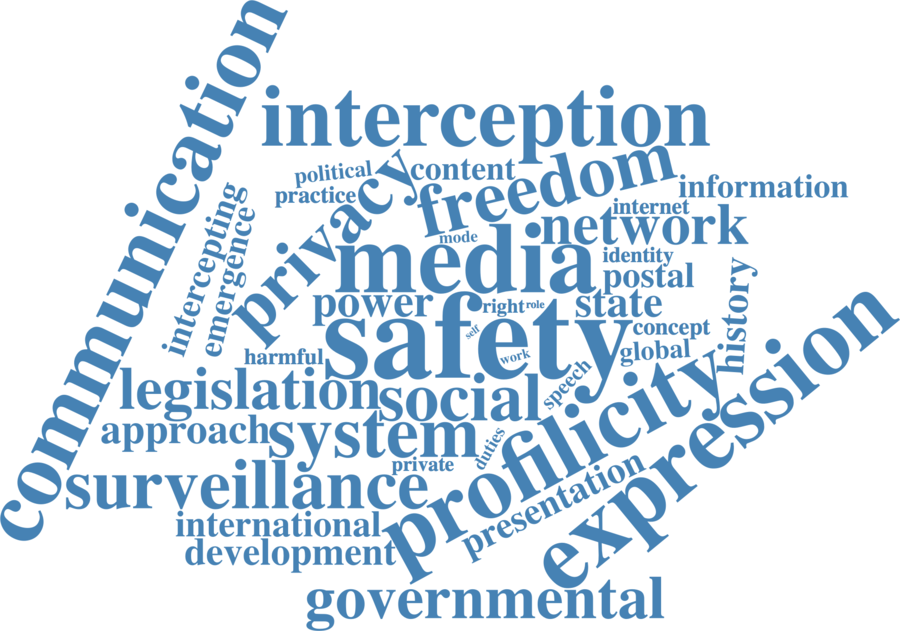 communication
interception
political
content
practice
privacy
freedom
information
internet
network
intercepting
emergence
mode
media
identity
postal
power
right
role
state
history
safety
self
concept
work
global
harmful
legislation
social
speech
expression
approach
system
profilicity
duties
private
surveillance
presentation
international
development
governmental